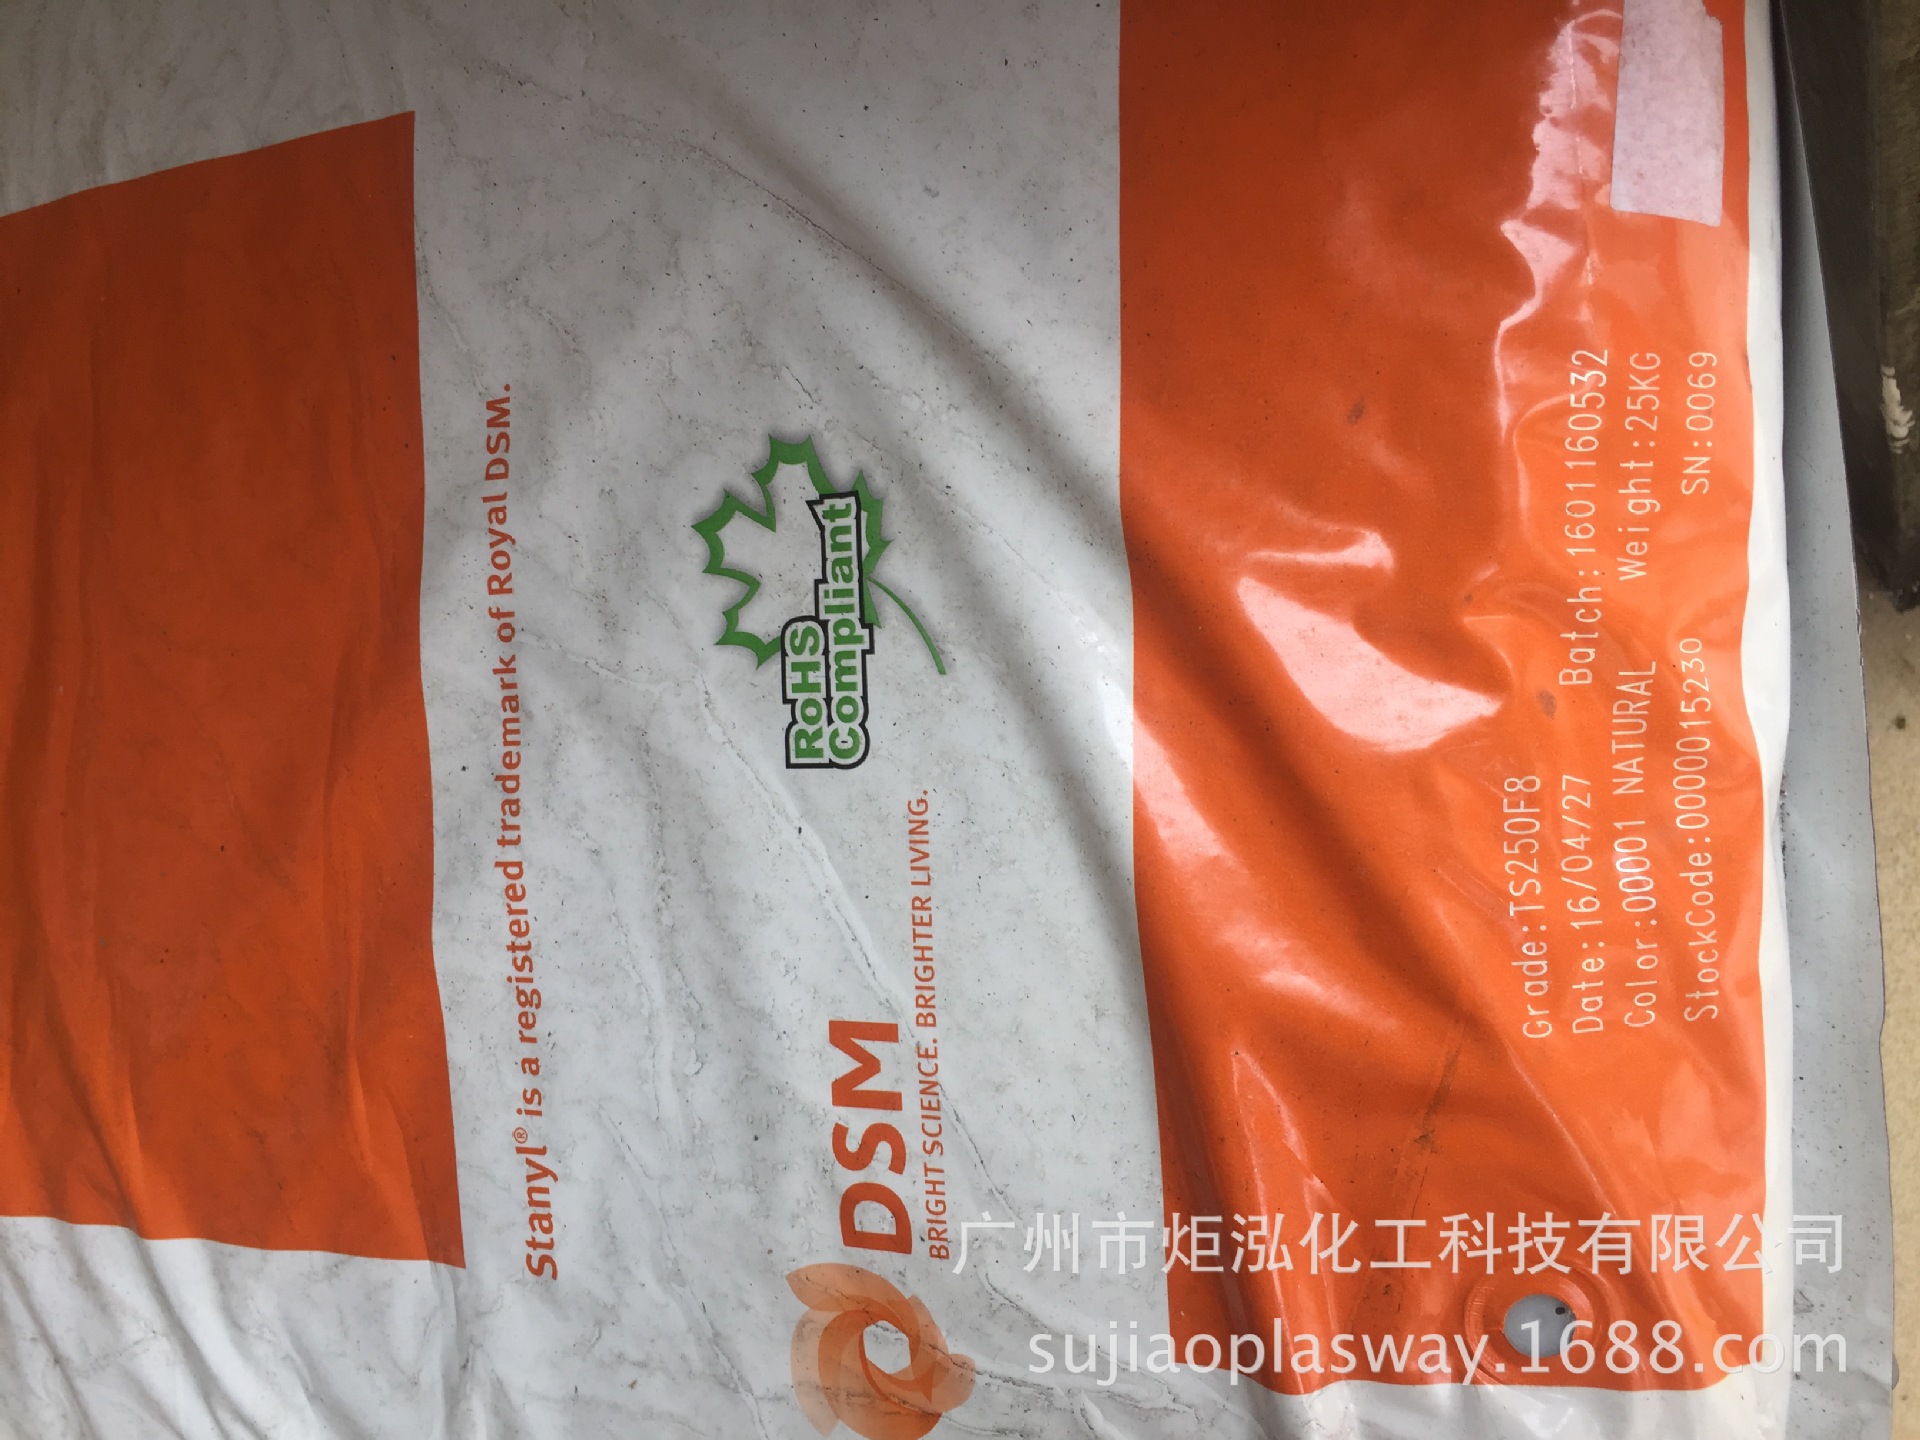 Stanyl® is a registered trademark of Royal DSM.
RoHS
Compliant
DSM
BRIGHT SCIENCE. BRIGHTER LIVING.
Grade:TS250F8
Date:16/04/27 Batch:1601160532
Color:00001 NATURAL Weight:25KG
StockCode:0000015230 SN:0069
广州市炬泓化工科技有限公司
sujiaoplasway.1688.com